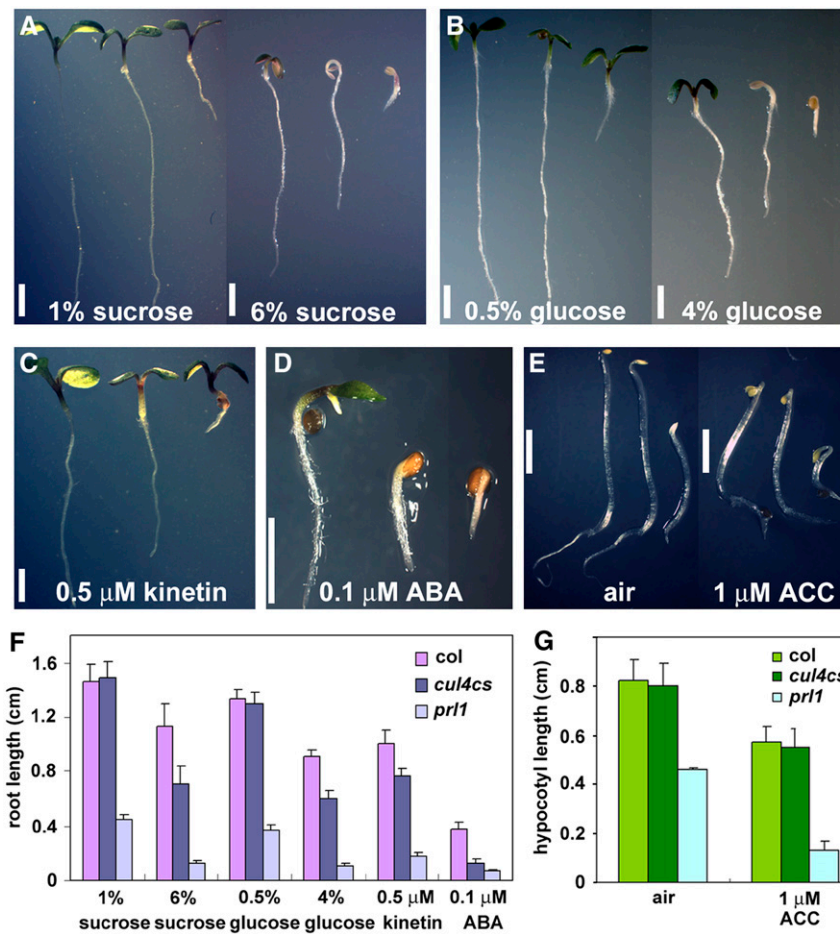 A
1% sucrose
6% sucrose
B
0.5% glucose
4% glucose
C
0.5 μM kinetin
D
0.1 μM ABA
E
air
1 μM ACC
F
root length (cm)
1.6
1.2
0.8
0.4
0
col
cul4cs
prl1
1% sucrose
6% sucrose
0.5% glucose
4% glucose
0.5 μM kinetin
0.1 μM ABA
G
hypocotyl length (cm)
0.8
0.6
0.4
0.2
0
col
cul4cs
prl1
air
1 μM ACC